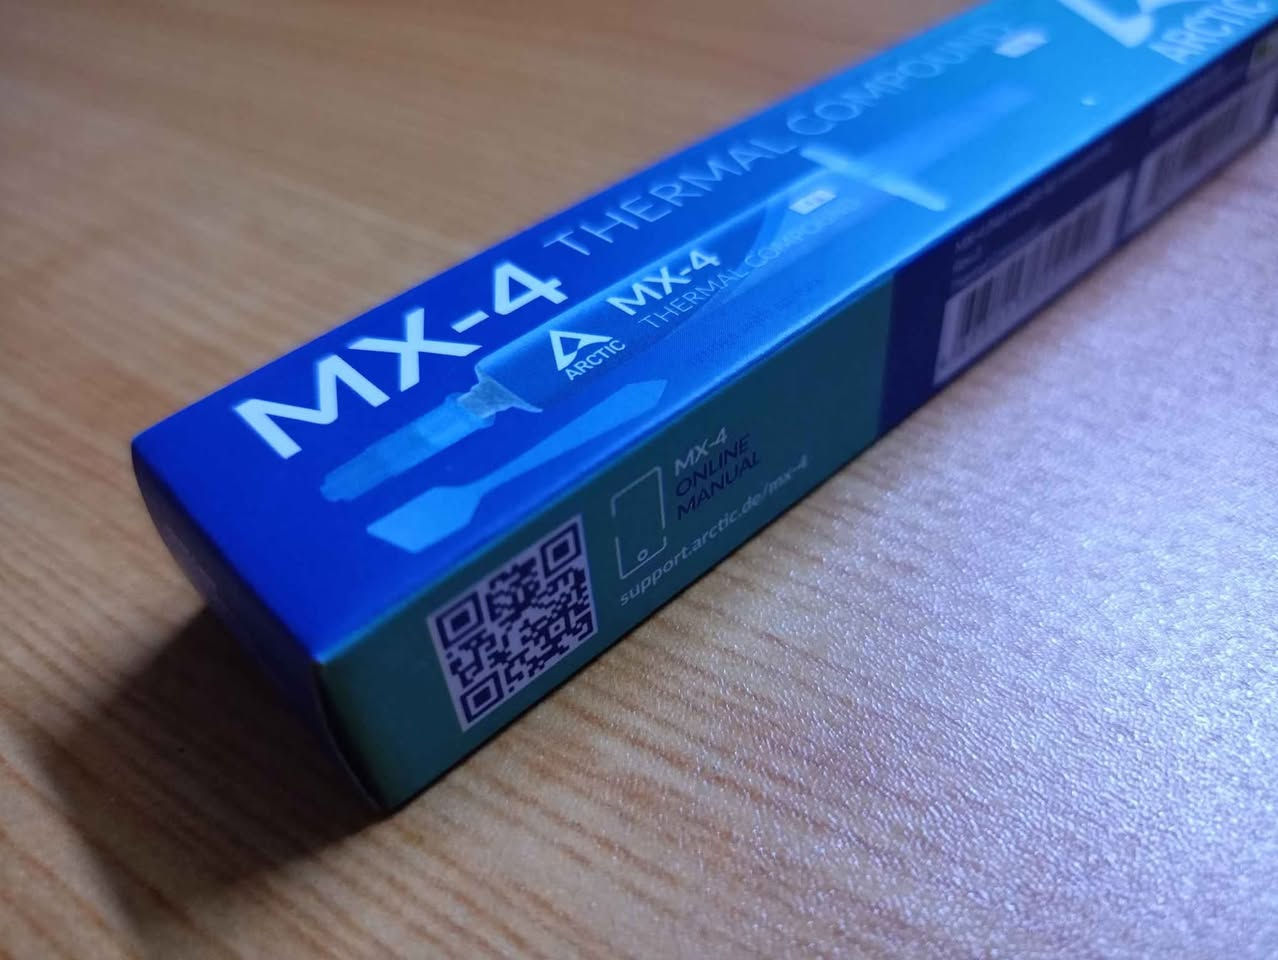 MX-4 THERMAL COMPOUND
ARCTIC
MX-4
THERMAL COMPOUND
ARCTIC
MX-4
ONLINE
MANUAL
support.arctic.de/mx-4